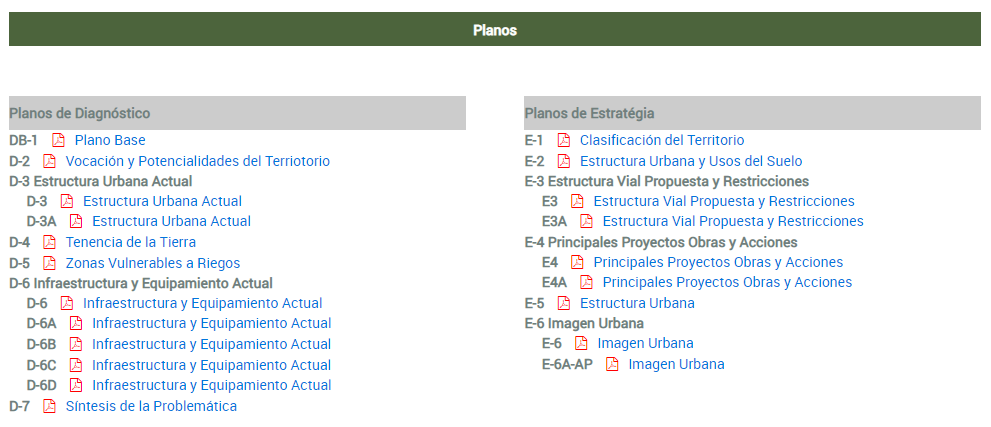 Planos
Planos de Diagnóstico
DB-1 Plano Base
D-2 Vocación y Potencialidades del Terriotorio
D-3 Estructura Urbana Actual
D-3 Estructura Urbana Actual
D-3A Estructura Urbana Actual
D-4 Tenencia de la Tierra
D-5 Zonas Vulnerables a Riegos
D-6 Infraestructura y Equipamiento Actual
D-6 Infraestructura y Equipamiento Actual
D-6A Infraestructura y Equipamiento Actual
D-6B Infraestructura y Equipamiento Actual
D-6C Infraestructura y Equipamiento Actual
D-6D Infraestructura y Equipamiento Actual
D-7 Síntesis de la Problemática
Planos de Estratégia
E-1 Clasificación del Territorio
E-2 Estructura Urbana y Usos del Suelo
E-3 Estructura Vial Propuesta y Restricciones
E3 Estructura Vial Propuesta y Restricciones
E3A Estructura Vial Propuesta y Restricciones
E-4 Principales Proyectos Obras y Acciones
E4 Principales Proyectos Obras y Acciones
E4A Principales Proyectos Obras y Acciones
E-5 Estructura Urbana
E-6 Imagen Urbana
E-6 Imagen Urbana
E-6A-AP Imagen Urbana